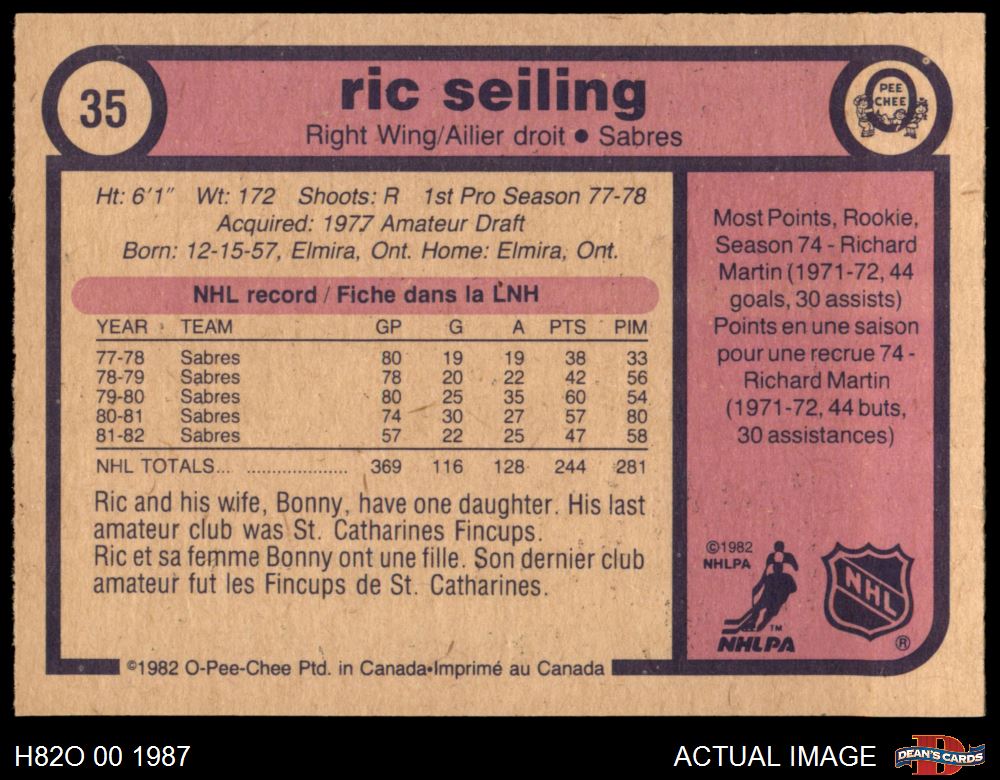 35
ric seiling
Right Wing/Ailier droit ● Sabres
PEE
CHEE
Ht: 6'1" Wt: 172 Shoots: R 1st Pro Season 77-78
Acquired: 1977 Amateur Draft
Born: 12-15-57, Elmira, Ont. Home: Elmira, Ont.
NHL record / Fiche dans la LNH
YEAR TEAM GP G A PTS PIM
77-78 Sabres 80 19 19 38 33
78-79 Sabres 78 20 22 42 56
79-80 Sabres 80 25 35 60 54
80-81 Sabres 74 30 27 57 80
81-82 Sabres 57 22 25 47 58
NHL TOTALS... .................... 369 116 128 244 281
Ric and his wife, Bonny, have one daughter. His last
amateur club was St. Catharines Fincups.
Ric et sa femme Bonny ont une fille. Son dernier club
amateur fut les Fincups de St. Catharines.
Most Points, Rookie,
Season 74 - Richard
Martin (1971-72, 44
goals, 30 assists)
Points en une saison
pour une recrue 74 -
Richard Martin
(1971-72, 44 buts,
30 assistances)
©1982
NHLPA
TM
NHLPA
NHL
®
©1982 O-Pee-Chee Ptd. in Canada•Imprimé au Canada
H82O 00 1987
ACTUAL IMAGE
D
DEAN'S CARDS